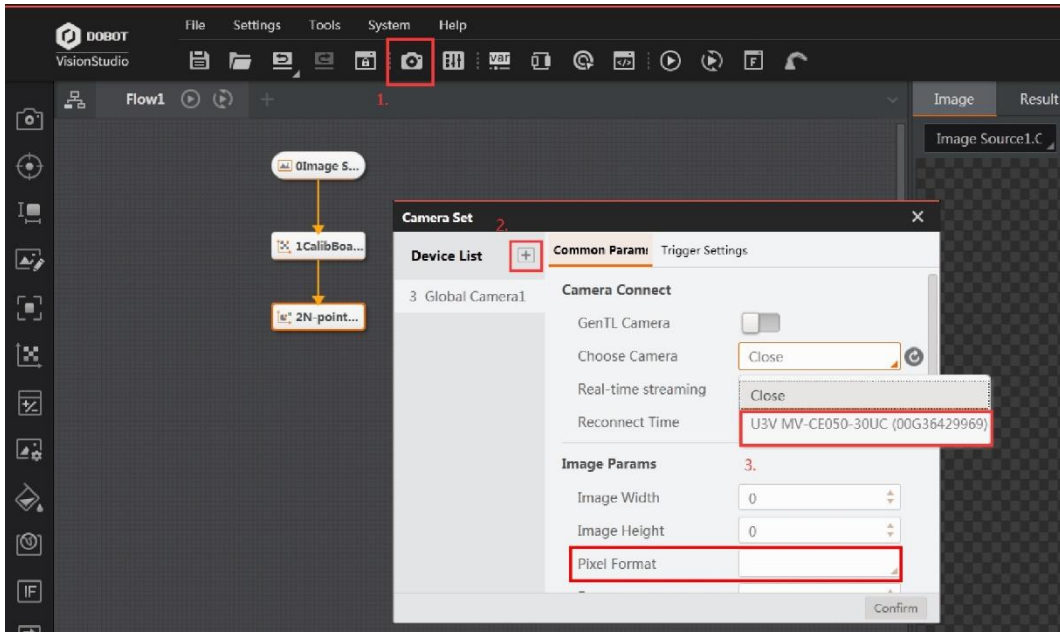 DOBOT
VisionStudio
File Settings Tools System Help
var
F
Flow1
1.
Image Result
Image Source1.C
0Image S...
1CalibBoa...
2N-point...
IF
Camera Set
2.
Device List
Common Params Trigger Settings
3 Global Camera1
Camera Connect
GenTL Camera
Choose Camera Close
Real-time streaming
Close
Reconnect Time
U3V MV-CE050-30UC (00G36429969)
Image Params
3.
Image Width 0
Image Height 0
Pixel Format
Confirm